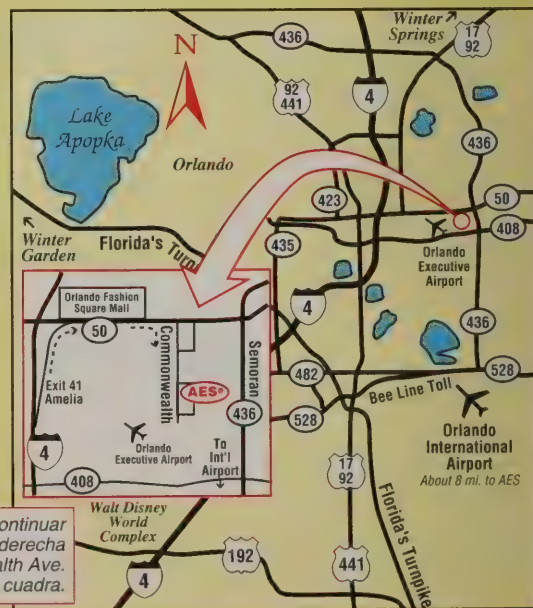 Winter
Springs
17
92
436
N
92
441
4
Lake
Apopka
436
Orlando
50
423
408
Winter
Garden
Florida's Turn
435
Orlando
Executive
Airport
Orlando Fashion
Square Mall
50
4
436
Commonwealth
Semoran
Exit 41
Amelia
AES®
482
528
Bee Line Toll
436
528
4
Orlando
Executive Airport
To
Int'l
Airport
Orlando
International
Airport
About 8 mi. to AES
408
17
92
Walt Disney
World
Complex
Florida's Turnpike
ontinuar
derecha
alth Ave.
cuadra.
192
4
441